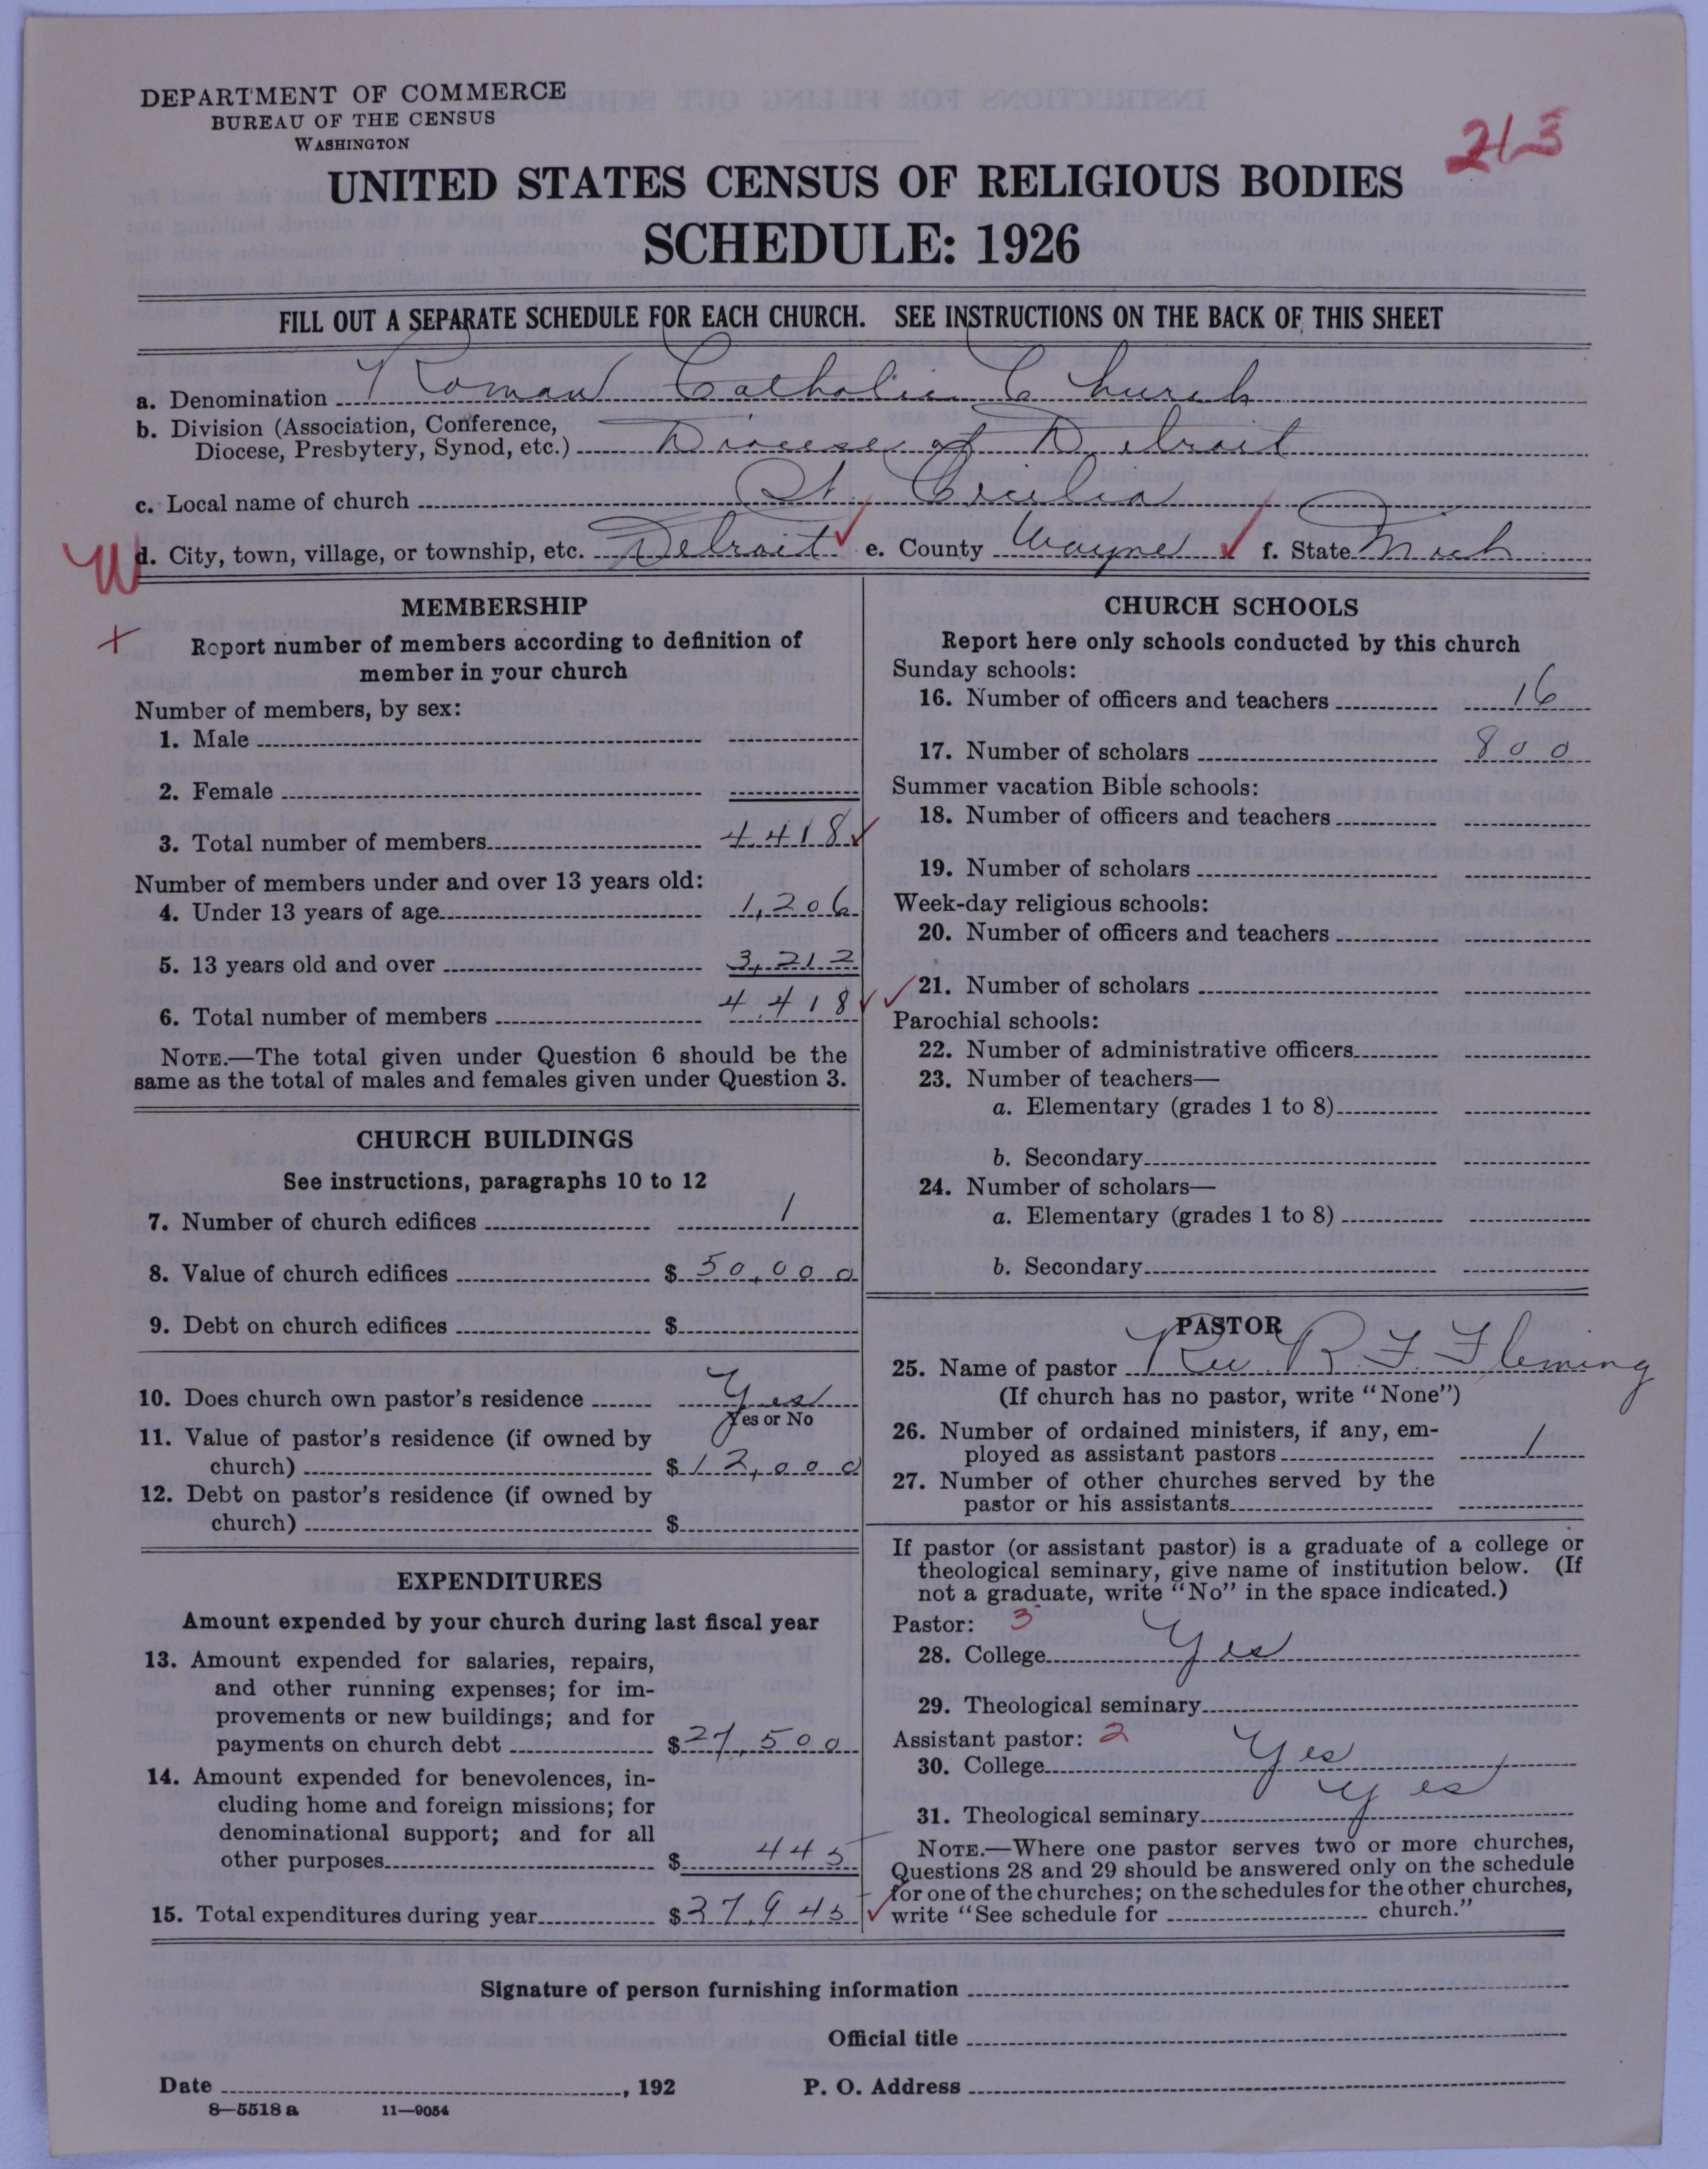 DEPARTMENT OF COMMERCE
BUREAU OF THE CENSUS
WASHINGTON
213
UNITED STATES CENSUS OF RELIGIOUS BODIES
SCHEDULE: 1926
FILL OUT A SEPARATE SCHEDULE FOR EACH CHURCH. SEE INSTRUCTIONS ON THE BACK OF THIS SHEET
a. Denomination Roman Catholic Church
b. Division (Association, Conference,
Diocese, Presbytery, Synod, etc.) Diocese of Detroit
c. Local name of church St. Cecilia
W d. City, town, village, or township, etc. Detroit ✓ e. County Wayne ✓ f. State Mich
MEMBERSHIP
+ Report number of members according to definition of
member in your church
Number of members, by sex:
1. Male
2. Female
3. Total number of members 4418 ✓
Number of members under and over 13 years old:
4. Under 13 years of age 1,206
5. 13 years old and over 3,212
6. Total number of members 4,418 ✓
NOTE.—The total given under Question 6 should be the
same as the total of males and females given under Question 3.
CHURCH BUILDINGS
See instructions, paragraphs 10 to 12
7. Number of church edifices 1
8. Value of church edifices $ 50,000
9. Debt on church edifices $
10. Does church own pastor's residence Yes
Yes or No
11. Value of pastor's residence (if owned by
church) $ 12,000
12. Debt on pastor's residence (if owned by
church) $
EXPENDITURES
Amount expended by your church during last fiscal year
13. Amount expended for salaries, repairs,
and other running expenses; for im-
provements or new buildings; and for
payments on church debt $ 27,500
14. Amount expended for benevolences, in-
cluding home and foreign missions; for
denominational support; and for all
other purposes $ 445
15. Total expenditures during year $ 27,945 ✓
CHURCH SCHOOLS
Report here only schools conducted by this church
Sunday schools:
16. Number of officers and teachers 16
17. Number of scholars 800
Summer vacation Bible schools:
18. Number of officers and teachers
19. Number of scholars
Week-day religious schools:
20. Number of officers and teachers
✓ 21. Number of scholars
Parochial schools:
22. Number of administrative officers
23. Number of teachers—
a. Elementary (grades 1 to 8)
b. Secondary
24. Number of scholars—
a. Elementary (grades 1 to 8)
b. Secondary
PASTOR
25. Name of pastor Rev. R. F. Fleming
(If church has no pastor, write "None")
26. Number of ordained ministers, if any, em-
ployed as assistant pastors 1
27. Number of other churches served by the
pastor or his assistants
If pastor (or assistant pastor) is a graduate of a college or
theological seminary, give name of institution below. (If
not a graduate, write "No" in the space indicated.)
Pastor: 3
28. College Yes
29. Theological seminary
Assistant pastor: 2
30. College Yes
31. Theological seminary Yes
NOTE.—Where one pastor serves two or more churches,
Questions 28 and 29 should be answered only on the schedule
for one of the churches; on the schedules for the other churches,
write "See schedule for church."
Signature of person furnishing information
Official title
Date , 192 P. O. Address
8—5518 a 11—9054